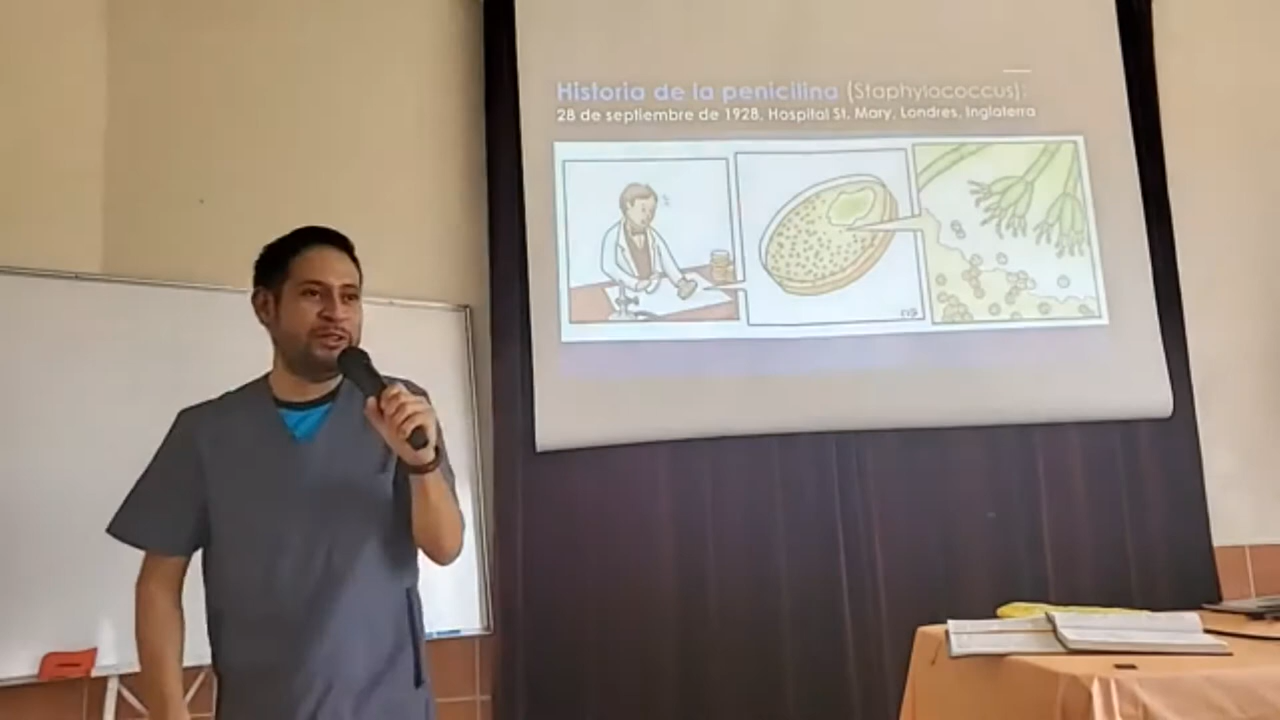 Historia de la penicilina (Staphylococcus):
28 de septiembre de 1928, Hospital St. Mary, Londres, Inglaterra